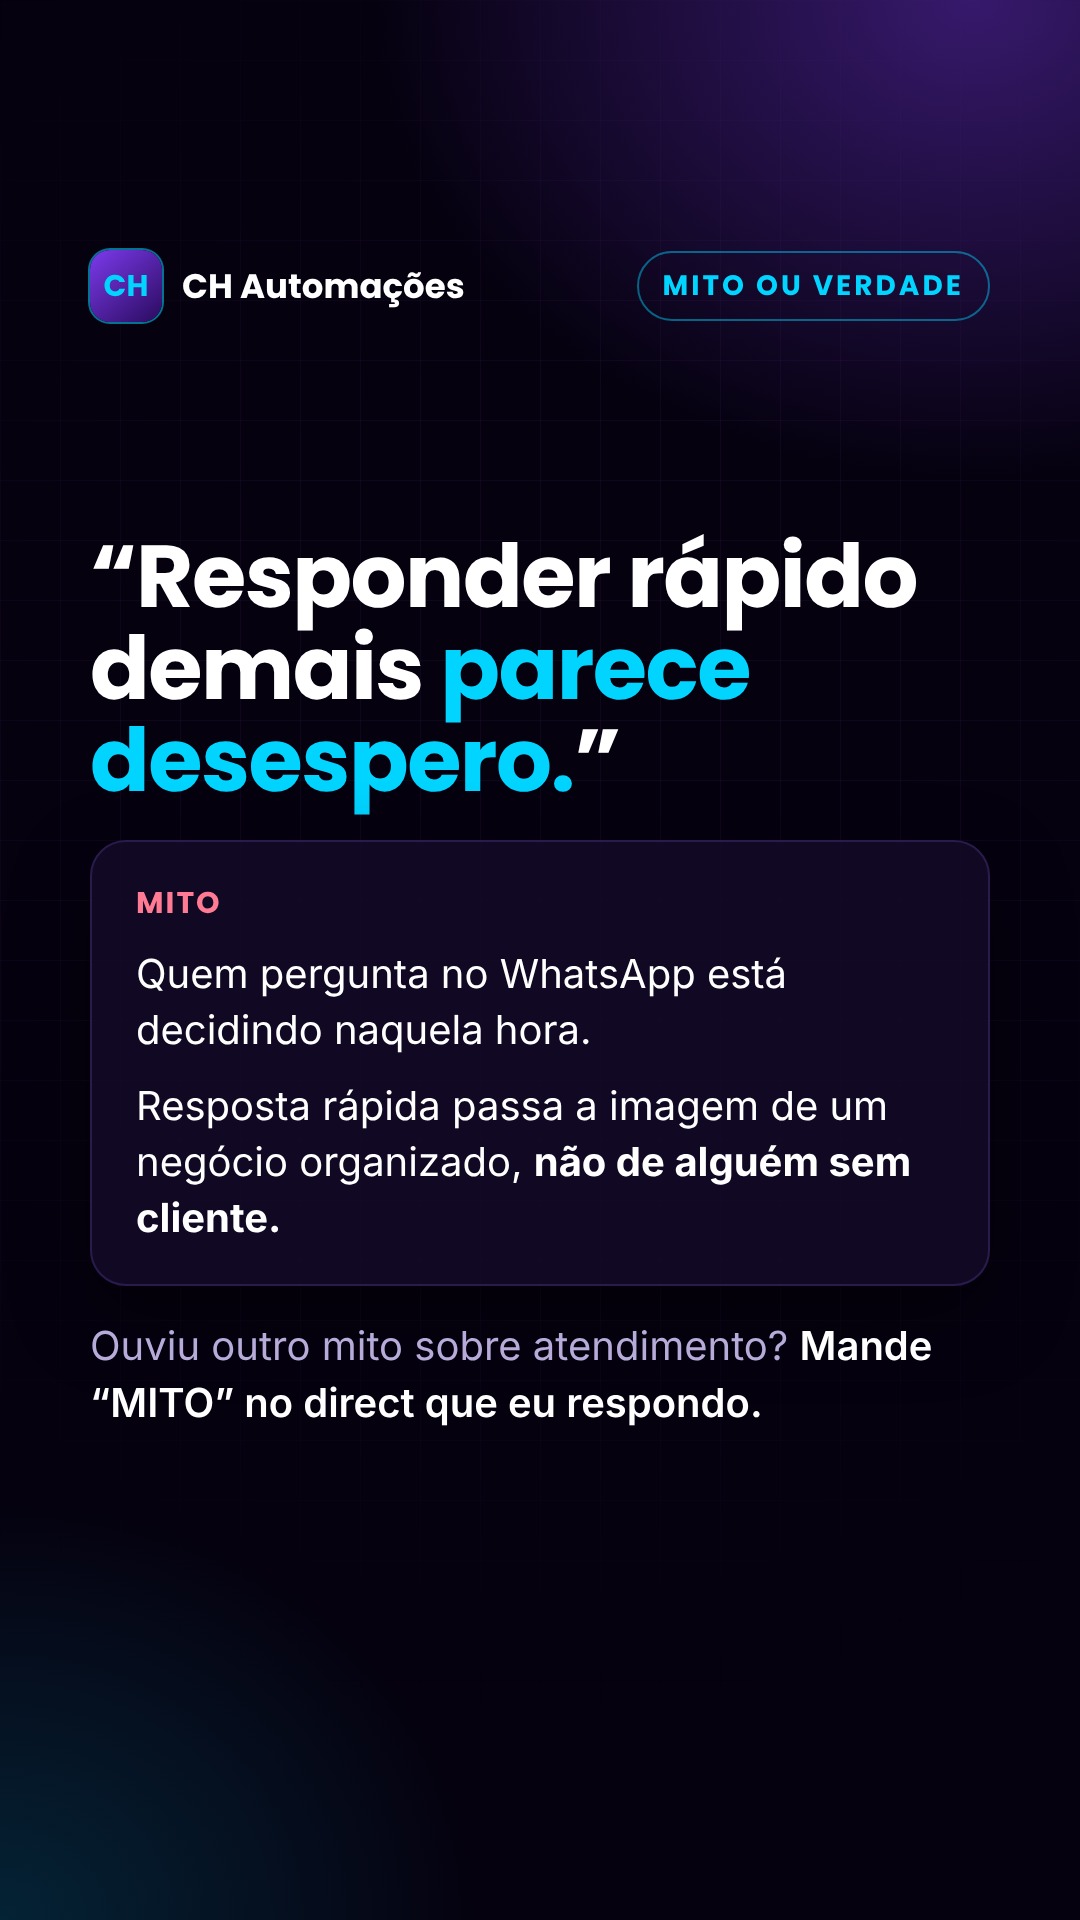 CH
CH Automações
MITO OU VERDADE
“Responder rápido
demais parece
desespero.”
MITO
Quem pergunta no WhatsApp está
decidindo naquela hora.
Resposta rápida passa a imagem de um
negócio organizado, não de alguém sem
cliente.
Ouviu outro mito sobre atendimento? Mande
“MITO” no direct que eu respondo.